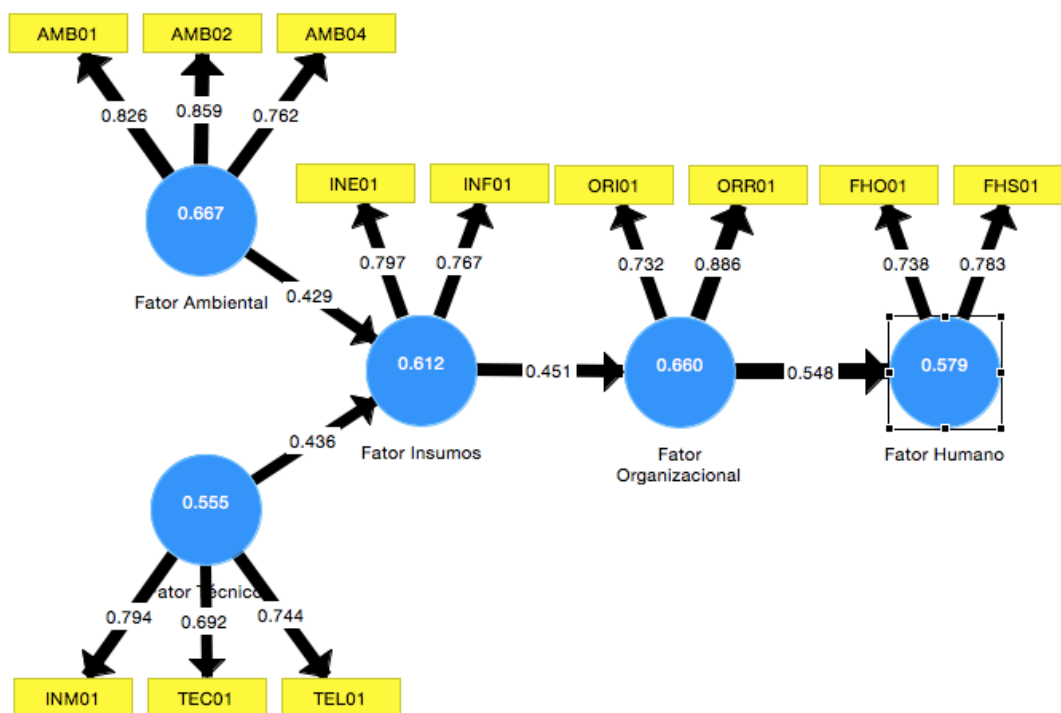 AMB01 AMB02 AMB04
0.826 0.859 0.762
0.667
Fator Ambiental
INE01 INF01 ORI01 ORR01 FHO01 FHS01
0.797 0.767 0.732 0.886 0.738 0.783
0.429
0.612 0.451 0.660 0.548 0.579
Fator Insumos
Fator
Organizacional
Fator Humano
0.436
0.555
Fator Técnico
0.794 0.692 0.744
INM01 TEC01 TEL01